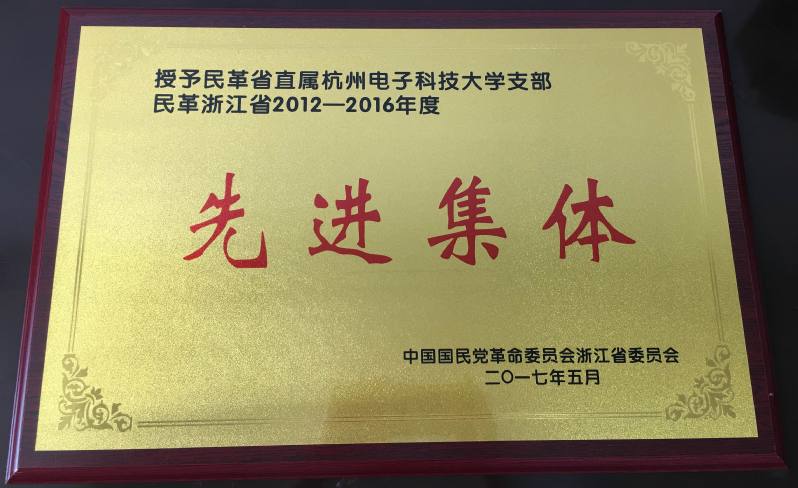 授予民革省直属杭州电子科技大学支部
民革浙江省2012—2016年度
先进集体
中国国民党革命委员会浙江省委员会
二〇一七年五月